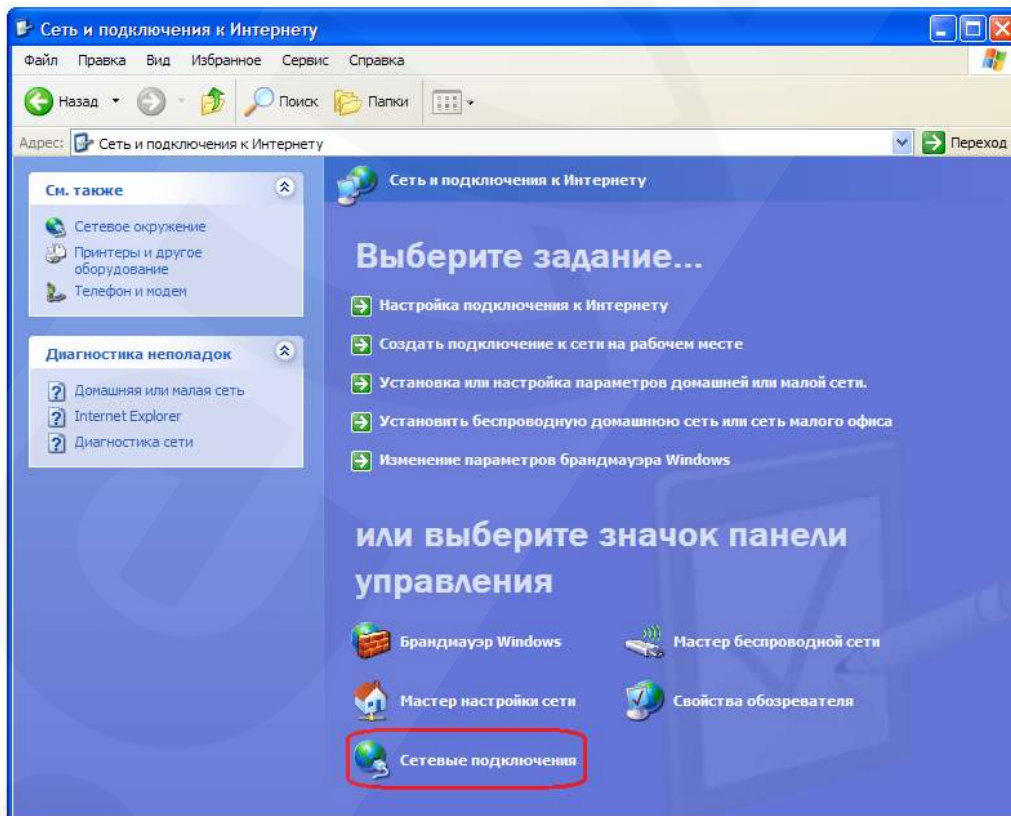 Сеть и подключения к Интернету
Файл Правка Вид Избранное Сервис Справка
Назад Поиск Папки
Адрес: Сеть и подключения к Интернету Переход
См. также
Сетевое окружение
Принтеры и другое
оборудование
Телефон и модем
Диагностика неполадок
Домашняя или малая сеть
Internet Explorer
Диагностика сети
Сеть и подключения к Интернету
Выберите задание...
Настройка подключения к Интернету
Создать подключение к сети на рабочем месте
Установка или настройка параметров домашней или малой сети.
Установить беспроводную домашнюю сеть или сеть малого офиса
Изменение параметров брандмауэра Windows
или выберите значок панели
управления
Брандмауэр Windows
Мастер беспроводной сети
Мастер настройки сети
Свойства обозревателя
Сетевые подключения